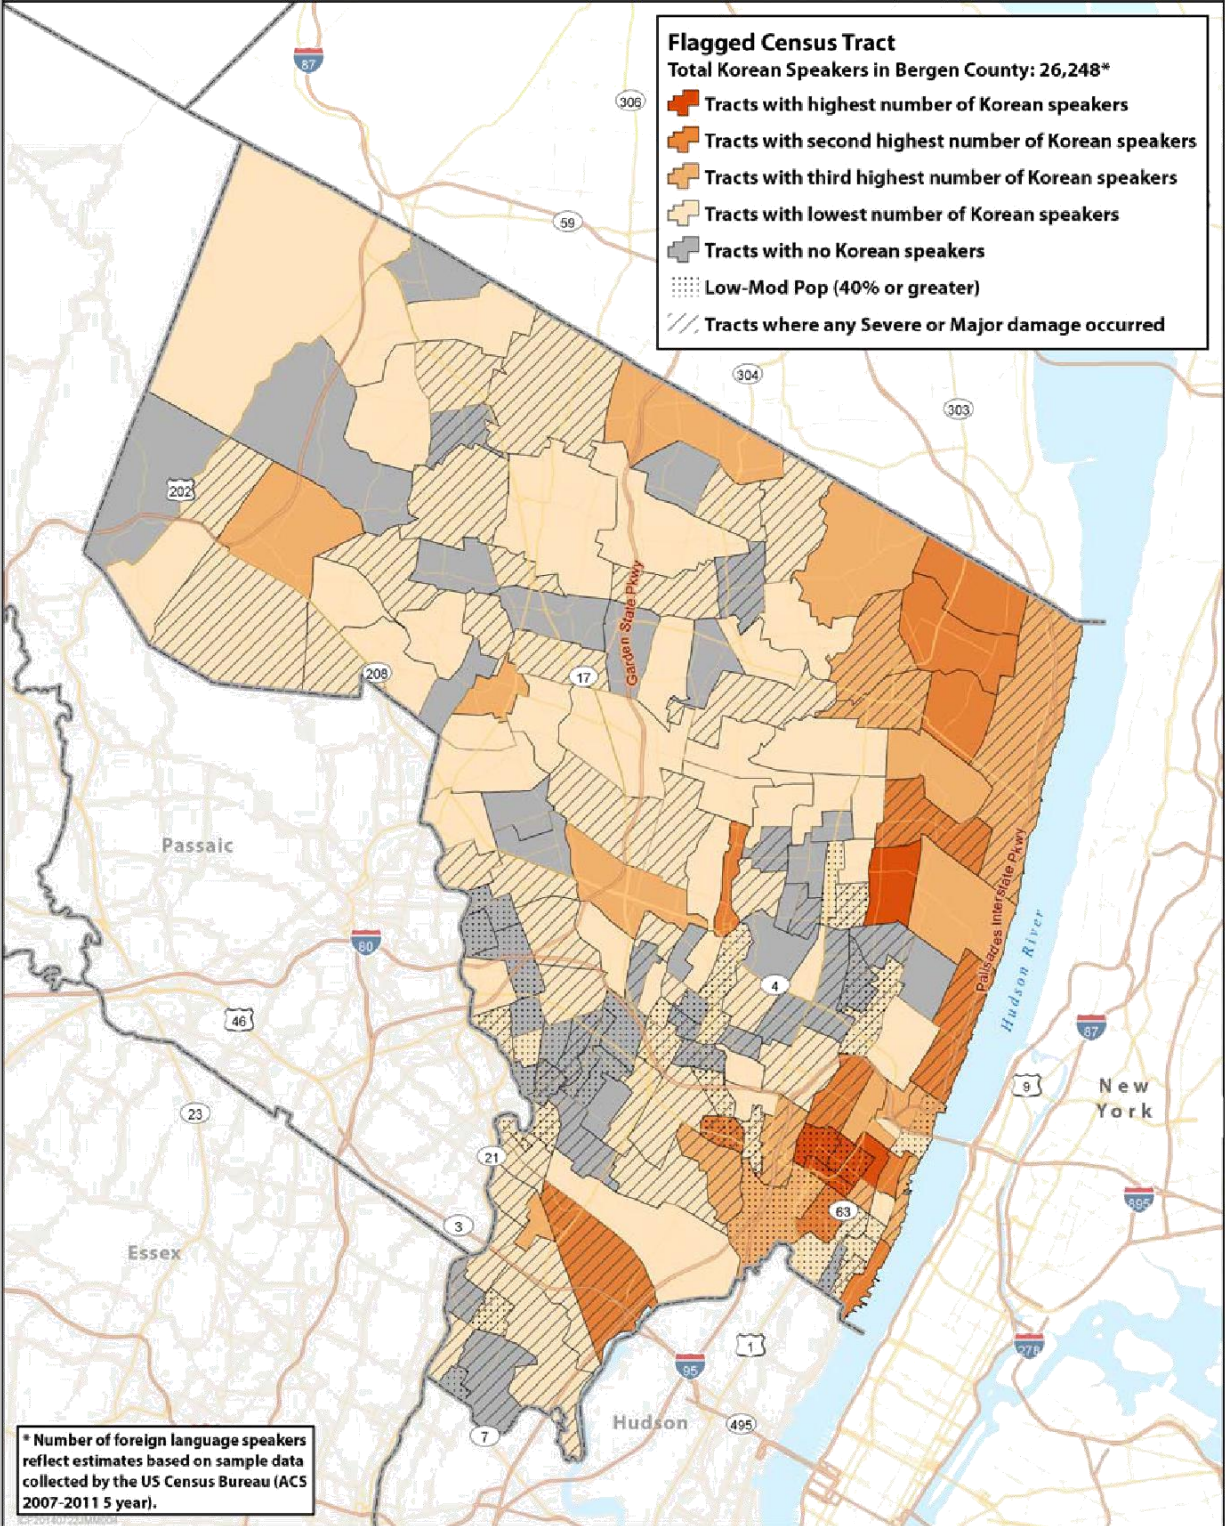 Flagged Census Tract
Total Korean Speakers in Bergen County: 26,248*
Tracts with highest number of Korean speakers
Tracts with second highest number of Korean speakers
Tracts with third highest number of Korean speakers
Tracts with lowest number of Korean speakers
Tracts with no Korean speakers
Low-Mod Pop (40% or greater)
Tracts where any Severe or Major damage occurred
87
306
59
304
303
202
Garden State Pkwy
208
17
Passaic
Palisades Interstate Pkwy
Hudson River
80
4
46
87
9
New
York
23
21
895
63
3
Essex
1
278
95
Hudson
495
7
* Number of foreign language speakers
reflect estimates based on sample data
collected by the US Census Bureau (ACS
2007-2011 5 year).